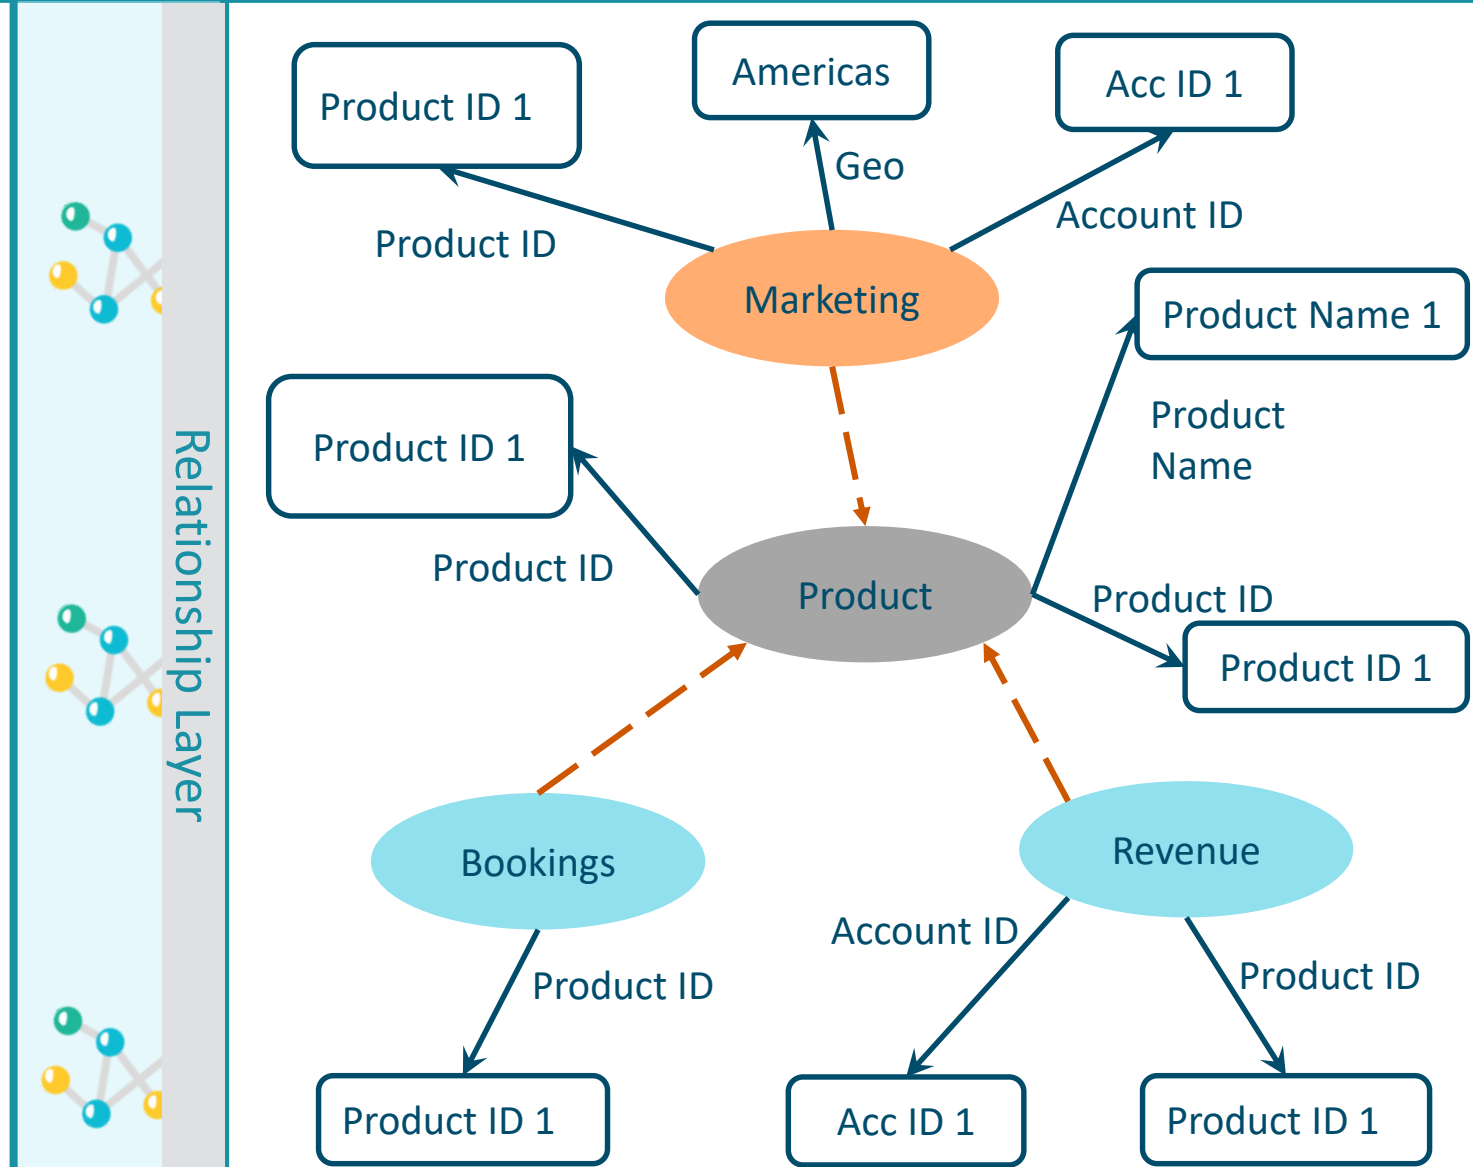 Relationship Layer
Product ID 1
Americas
Acc ID 1
Geo
Product ID
Account ID
Marketing
Product Name 1
Product
Name
Product ID 1
Product ID
Product
Product ID
Product ID 1
Bookings
Revenue
Account ID
Product ID
Product ID
Product ID 1
Acc ID 1
Product ID 1